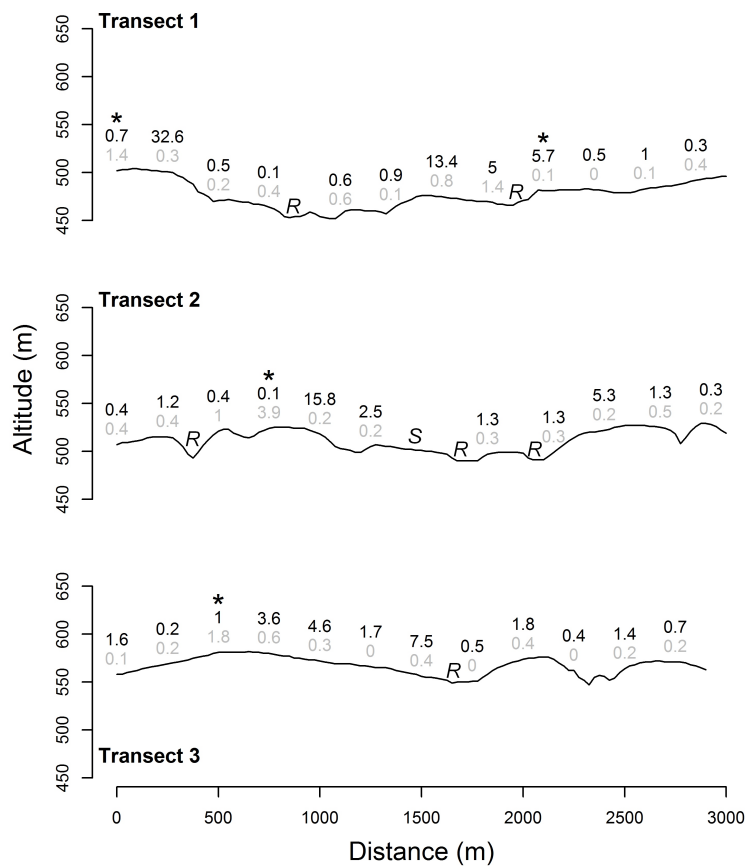 Transect 1
650
600
550
500
450
* *
0.7 32.6 0.5 0.1 0.6 0.9 13.4 5 5.7 0.5 1 0.3
1.4 0.3 0.2 0.4 0.6 0.1 0.8 1.4 0.1 0 0.1 0.4
R R
Transect 2
650
600
550
500
450
*
0.4 1.2 0.4 0.1 15.8 2.5 1.3 1.3 5.3 1.3 0.3
0.4 0.4 1 3.9 0.2 0.2 0.3 0.3 0.2 0.5 0.2
R S R R
Altitude (m)
650
600
550
500
450
*
1.6 0.2 1 3.6 4.6 1.7 7.5 0.5 1.8 0.4 1.4 0.7
0.1 0.2 1.8 0.6 0.3 0 0.4 0 0.4 0 0.2 0.2
R
Transect 3
0 500 1000 1500 2000 2500 3000
Distance (m)